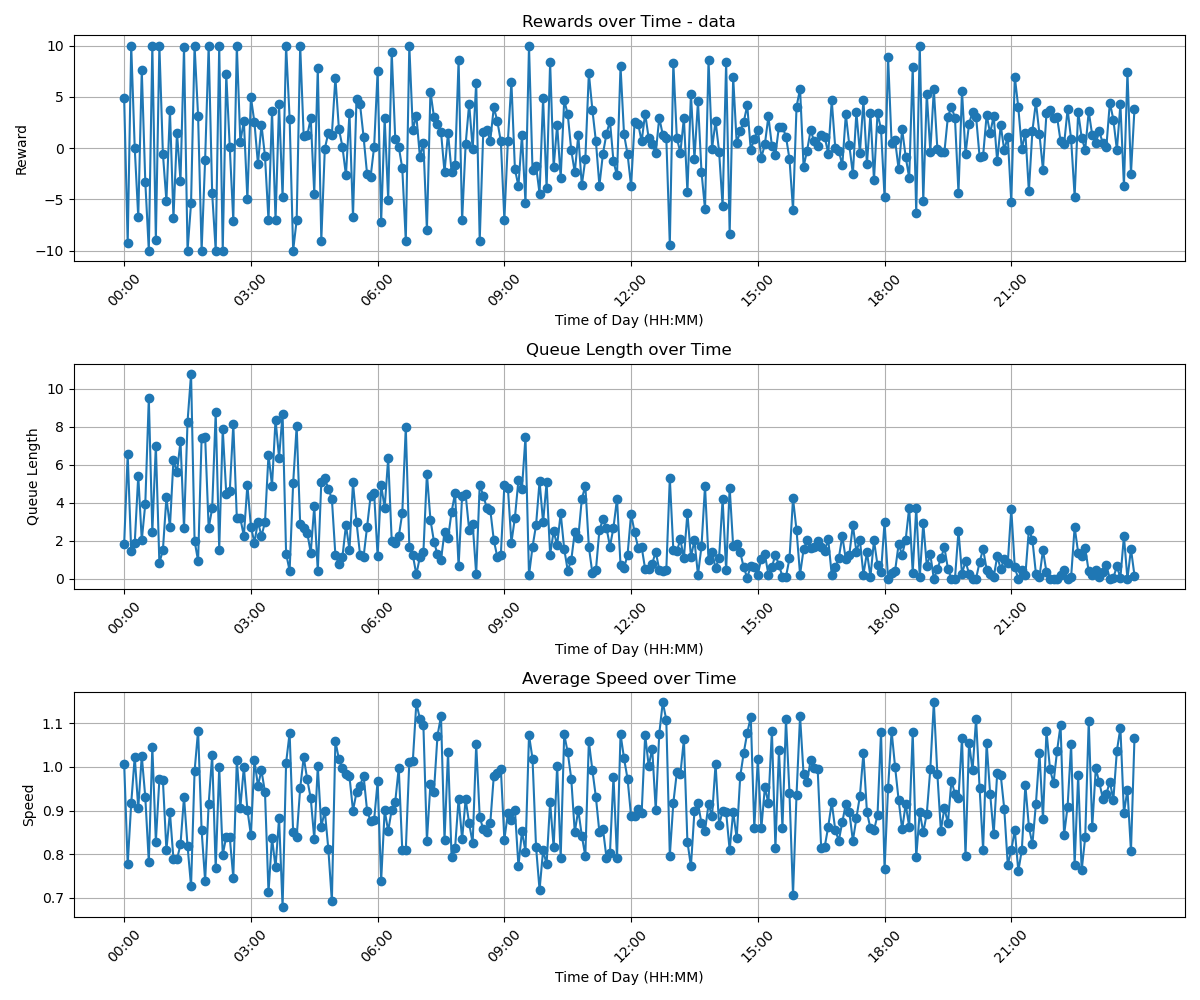 Rewards over Time - data
Reward
10
5
0
−5
−10
00:00 03:00 06:00 09:00 12:00 15:00 18:00 21:00
Time of Day (HH:MM)
Queue Length over Time
Queue Length
10
8
6
4
2
0
00:00 03:00 06:00 09:00 12:00 15:00 18:00 21:00
Time of Day (HH:MM)
Average Speed over Time
Speed
1.1
1.0
0.9
0.8
0.7
00:00 03:00 06:00 09:00 12:00 15:00 18:00 21:00
Time of Day (HH:MM)